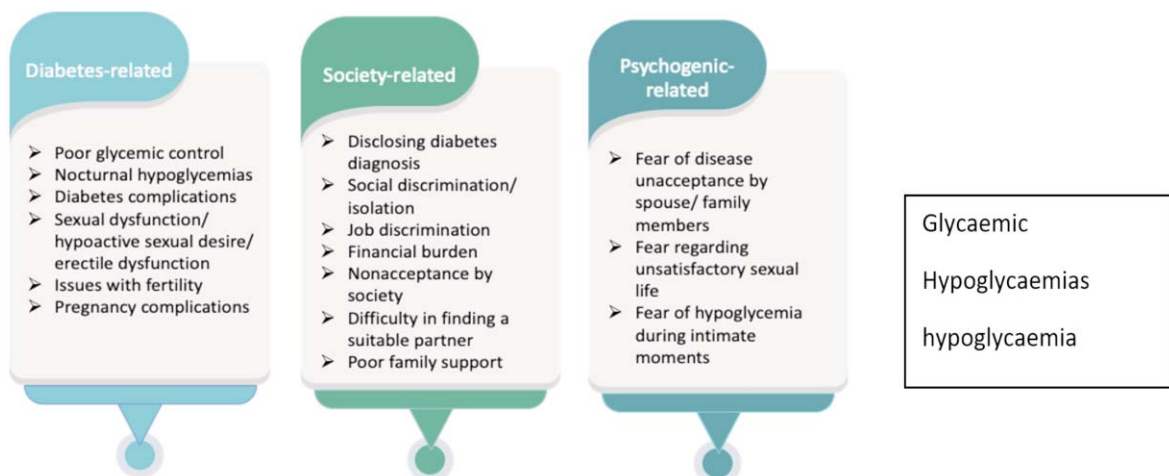 Diabetes-related
➤ Poor glycemic control
➤ Nocturnal hypoglycemias
➤ Diabetes complications
➤ Sexual dysfunction/
hypoactive sexual desire/
erectile dysfunction
➤ Issues with fertility
➤ Pregnancy complications
Society-related
➤ Disclosing diabetes
diagnosis
➤ Social discrimination/
isolation
➤ Job discrimination
➤ Financial burden
➤ Nonacceptance by
society
➤ Difficulty in finding a
suitable partner
➤ Poor family support
Psychogenic-
related
➤ Fear of disease
unacceptance by
spouse/ family
members
➤ Fear regarding
unsatisfactory sexual
life
➤ Fear of hypoglycemia
during intimate
moments
Glycaemic
Hypoglycaemias
hypoglycaemia